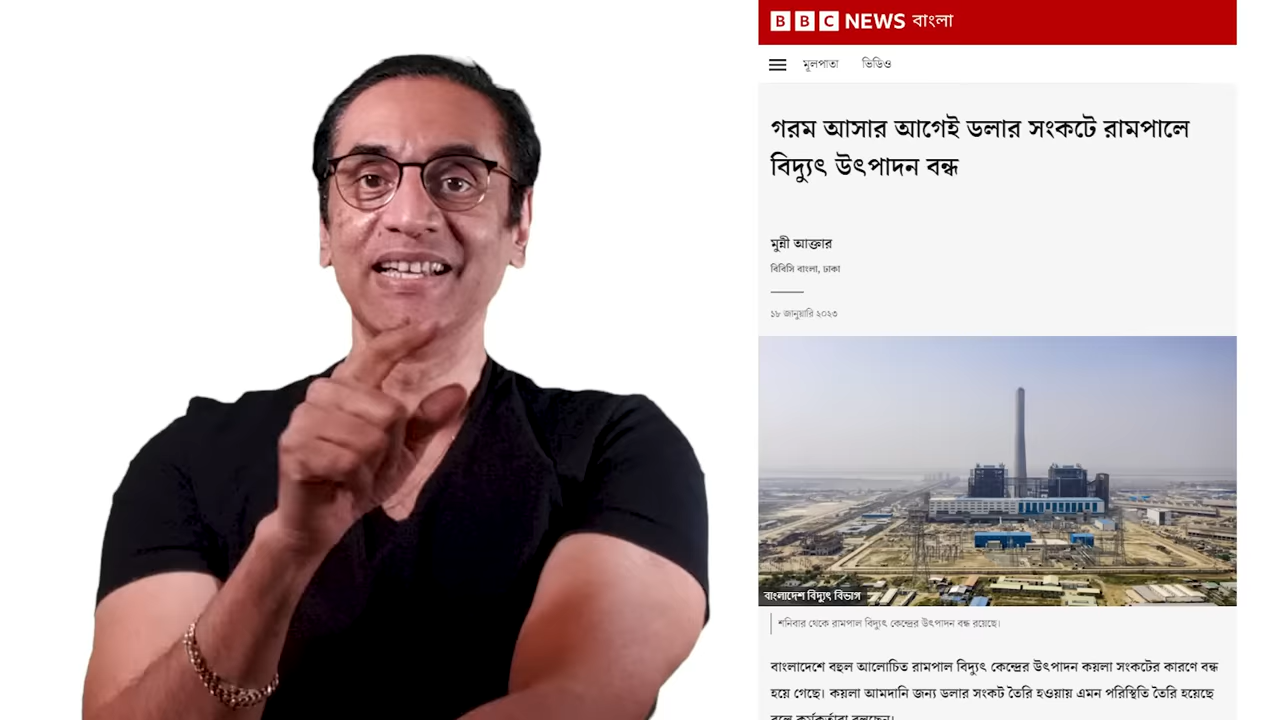 BBC NEWS বাংলা
মূলপাতা ভিডিও
গরম আসার আগেই ডলার সংকটে রামপালে
বিদ্যুৎ উৎপাদন বন্ধ
মুন্নী আক্তার
বিবিসি বাংলা, ঢাকা
১৮ জানুয়ারি ২০২৩
বাংলাদেশ বিদ্যুৎ বিভাগ
শনিবার থেকে রামপাল বিদ্যুৎ কেন্দ্রের উৎপাদন বন্ধ রয়েছে।
বাংলাদেশে বহুল আলোচিত রামপাল বিদ্যুৎ কেন্দ্রের উৎপাদন কয়লা সংকটের কারণে বন্ধ
হয়ে গেছে। কয়লা আমদানি জন্য ডলার সংকট তৈরি হওয়ায় এমন পরিস্থিতি তৈরি হয়েছে